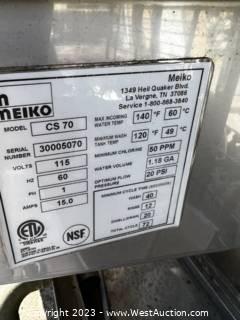 Meiko
1349 Heil Quaker Blvd.
La Vergne, TN 37086
Service 1-800-868-3840
MEIKO
MODEL CS 70
SERIAL NUMBER 30005070
VOLTS 115
HZ 60
PH 1
AMPS 15.0
MAX INCOMING WATER TEMP 140 °F 60 °C
MINIMUM WASH TANK TEMP 120 °F 49 °C
MINIMUM CHLORINE 50 PPM
WATER VOLUME 1.18 GA
OPTIMUM FLOW PRESSURE 20 PSI
MINIMUM CYCLE TIME
WASH 40
RINSE 12
DWELL/DRAIN 20
TOTAL CYCLE 72
ETL
NSF
Copyright 2023 - WestAuction.com